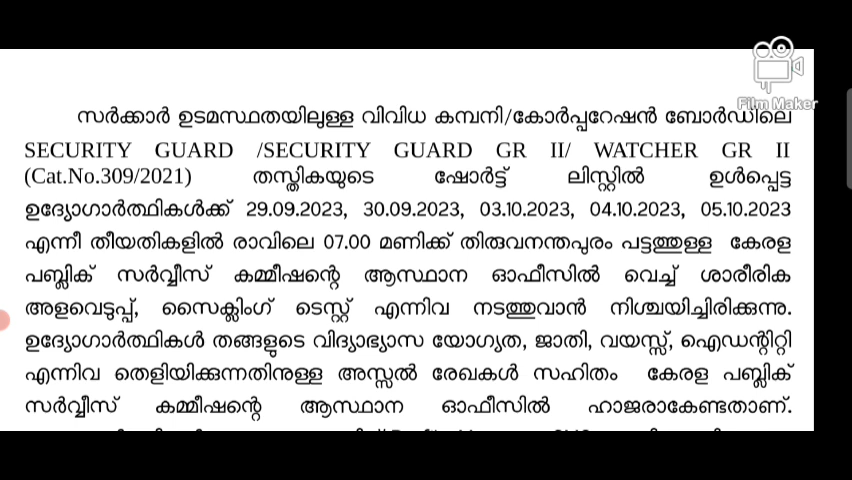 Film Maker
സർക്കാർ ഉടമസ്ഥതയിലുള്ള വിവിധ കമ്പനി/കോർപ്പറേഷൻ ബോർഡിലെ
SECURITY GUARD /SECURITY GUARD GR II/ WATCHER GR II
(Cat.No.309/2021) തസ്തികയുടെ ഷോർട്ട് ലിസ്റ്റിൽ ഉൾപ്പെട്ട
ഉദ്യോഗാർത്ഥികൾക്ക് 29.09.2023, 30.09.2023, 03.10.2023, 04.10.2023, 05.10.2023
എന്നീ തീയതികളിൽ രാവിലെ 07.00 മണിക്ക് തിരുവനന്തപുരം പട്ടത്തുള്ള കേരള
പബ്ലിക് സർവ്വീസ് കമ്മീഷന്റെ ആസ്ഥാന ഓഫീസിൽ വെച്ച് ശാരീരിക
അളവെടുപ്പ്, സൈക്ലിംഗ് ടെസ്റ്റ് എന്നിവ നടത്തുവാൻ നിശ്ചയിച്ചിരിക്കുന്നു.
ഉദ്യോഗാർത്ഥികൾ തങ്ങളുടെ വിദ്യാഭ്യാസ യോഗ്യത, ജാതി, വയസ്സ്, ഐഡന്റിറ്റി
എന്നിവ തെളിയിക്കുന്നതിനുള്ള അസ്സൽ രേഖകൾ സഹിതം കേരള പബ്ലിക്
സർവ്വീസ് കമ്മീഷന്റെ ആസ്ഥാന ഓഫീസിൽ ഹാജരാകേണ്ടതാണ്.